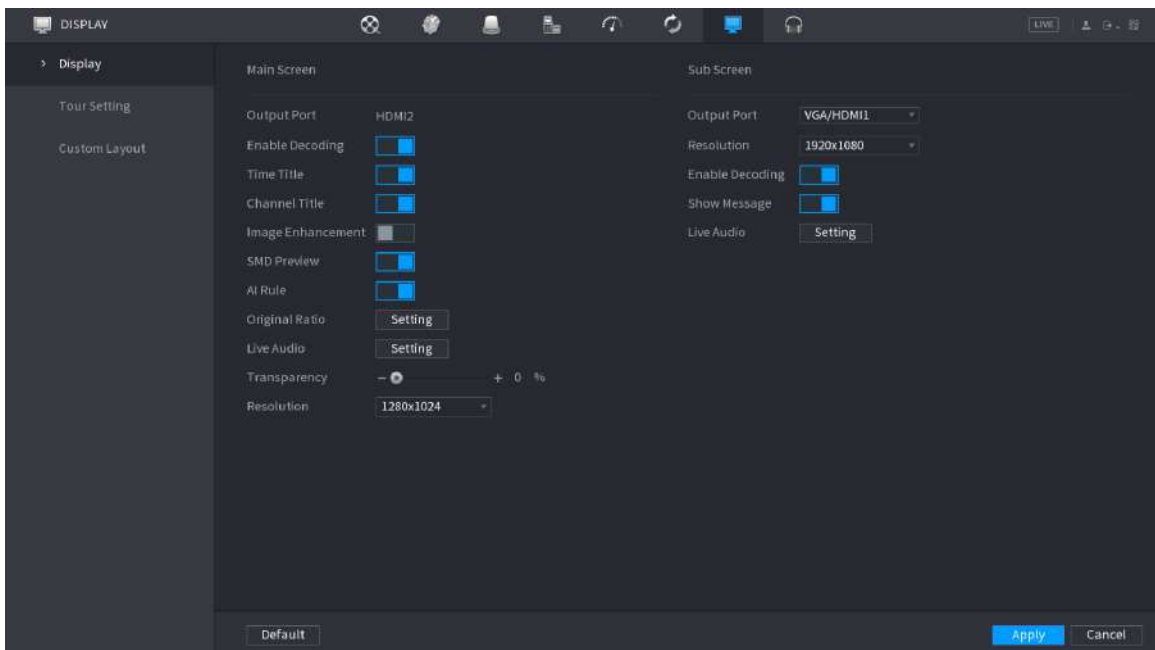 DISPLAY
LIVE
Display
Tour Setting
Custom Layout
Main Screen
Output Port HDMI2
Enable Decoding
Time Title
Channel Title
Image Enhancement
SMD Preview
AI Rule
Original Ratio Setting
Live Audio Setting
Transparency − + 0 %
Resolution 1280x1024
Sub Screen
Output Port VGA/HDMI1
Resolution 1920x1080
Enable Decoding
Show Message
Live Audio Setting
Default
Apply Cancel